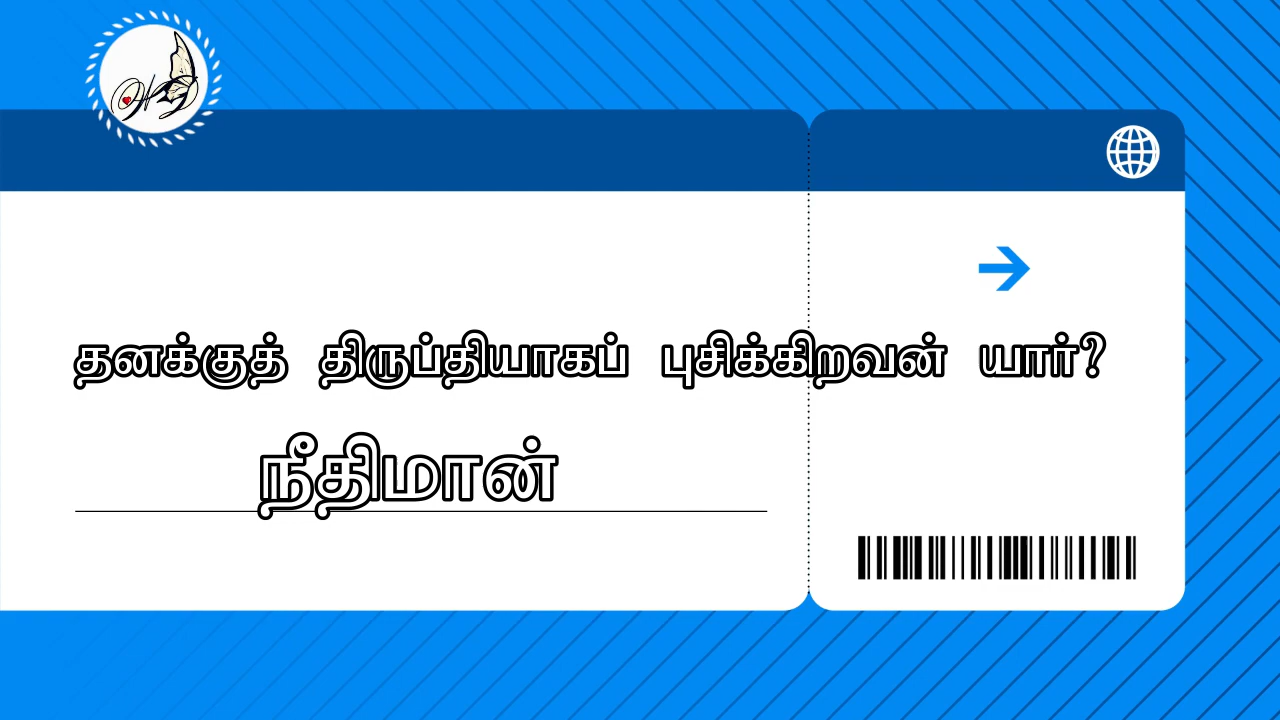 தனக்குத் திருப்தியாகப் புசிக்கிறவன் யார்?
நீதிமான்